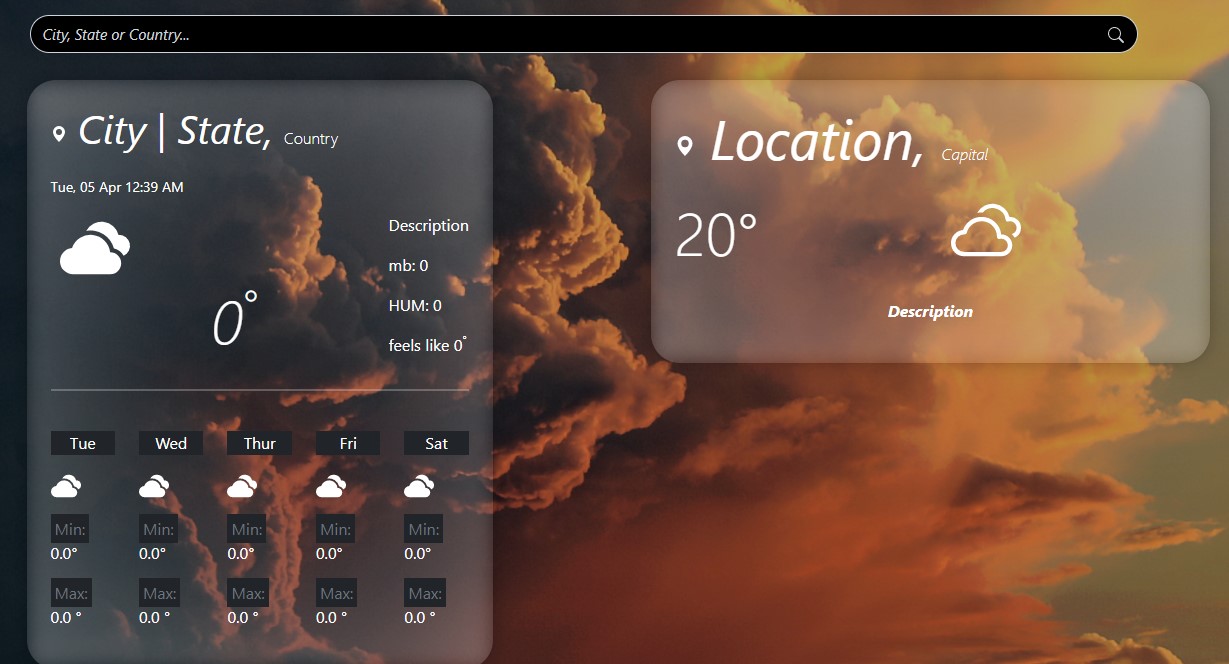 City, State or Country...
City | State, Country
Tue, 05 Apr 12:39 AM
Description
mb: 0
HUM: 0
0°
feels like 0°
Tue Wed Thur Fri Sat
Min: Min: Min: Min: Min:
0.0° 0.0° 0.0° 0.0° 0.0°
Max: Max: Max: Max: Max:
0.0 ° 0.0 ° 0.0 ° 0.0 ° 0.0 °
Location, Capital
20°
Description